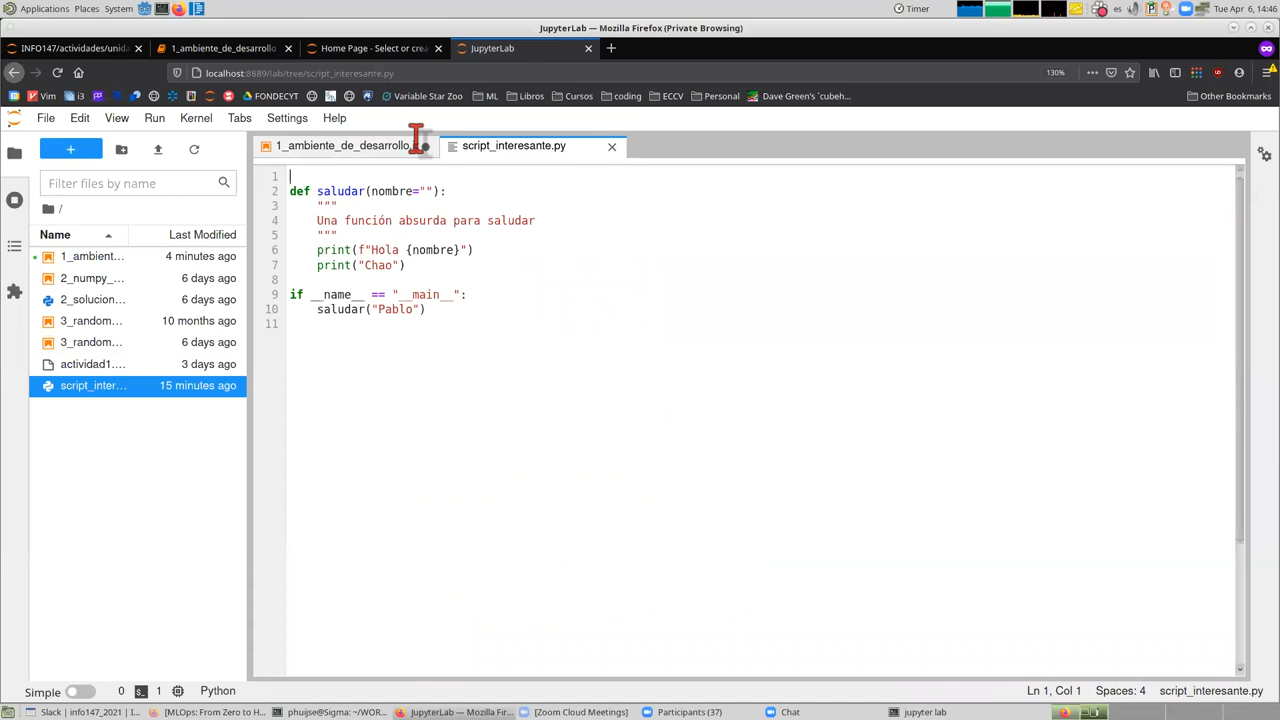 Applications Places System Timer es Tue Apr 6, 14:46
JupyterLab — Mozilla Firefox (Private Browsing)
INFO147/actividades/unida 1_ambiente_de_desarrollo Home Page - Select or crea JupyterLab
localhost:8889/lab/tree/script_interesante.py 130%
Vim i3 FONDECYT Variable Star Zoo ML Libros Cursos coding ECCV Personal Dave Green's `cubeh… Other Bookmarks
File Edit View Run Kernel Tabs Settings Help
1_ambiente_de_desarrollo. script_interesante.py
Filter files by name
/
Name Last Modified
1_ambient… 4 minutes ago
2_numpy_… 6 days ago
2_solucion… 6 days ago
3_random… 10 months ago
3_random… 6 days ago
actividad1.… 3 days ago
script_inter… 15 minutes ago
1
2 def saludar(nombre=""):
3 """
4 Una función absurda para saludar
5 """
6 print(f"Hola {nombre}")
7 print("Chao")
8
9 if __name__ == "__main__":
10 saludar("Pablo")
11
Simple 0 1 Python Ln 1, Col 1 Spaces: 4 script_interesante.py
Slack | info147_2021 | I… [MLOps: From Zero to H… phuijse@Sigma: ~/WOR… JupyterLab — Mozilla Fir… [Zoom Cloud Meetings] Participants (37) Chat jupyter lab